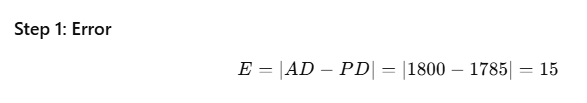 Step 1: Error
E = |AD − PD| = |1800 − 1785| = 15